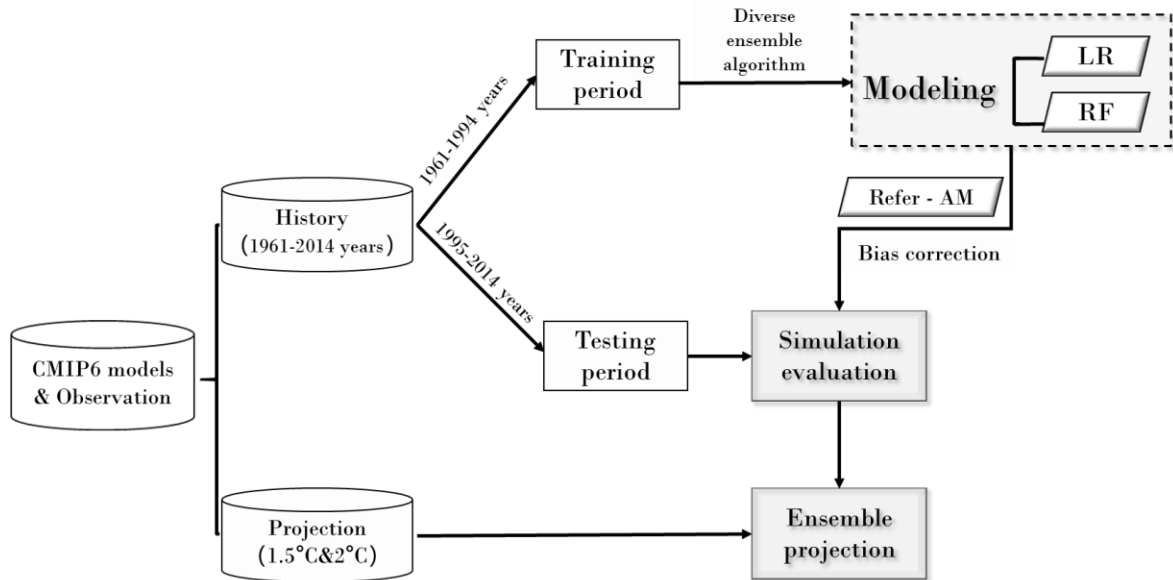 Diverse
ensemble
algorithm
Training
period
Modeling
LR
RF
1961-1994 years
Refer - AM
History
(1961-2014 years)
Bias correction
1995-2014 years
Testing
period
Simulation
evaluation
CMIP6 models
& Observation
Projection
(1.5°C&2°C)
Ensemble
projection